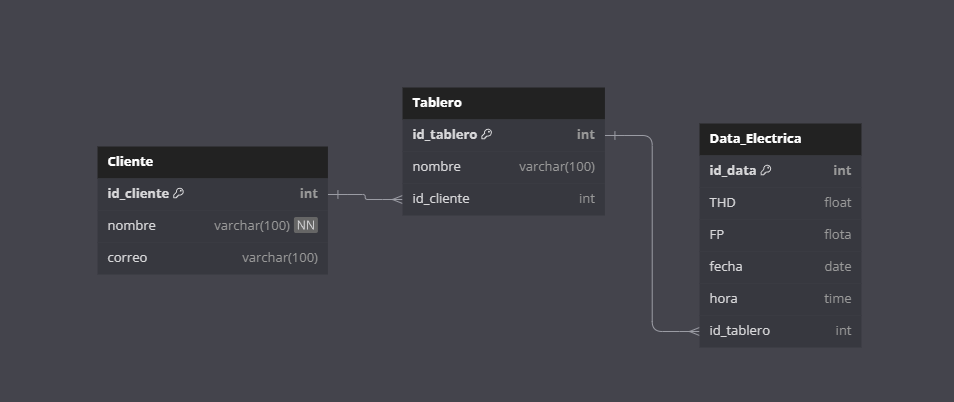 Cliente
id_cliente int
nombre varchar(100) NN
correo varchar(100)
Tablero
id_tablero int
nombre varchar(100)
id_cliente int
Data_Electrica
id_data int
THD float
FP flota
fecha date
hora time
id_tablero int